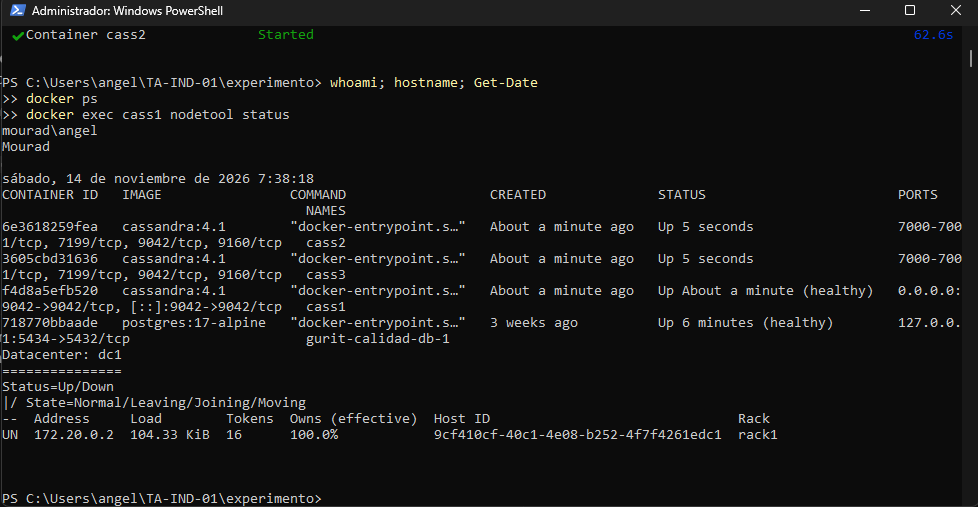 Administrador: Windows PowerShell
✔Container cass2 Started 62.6s
PS C:\Users\angel\TA-IND-01\experimento> whoami; hostname; Get-Date
>> docker ps
>> docker exec cass1 nodetool status
mourad\angel
Mourad
sábado, 14 de noviembre de 2026 7:38:18
CONTAINER ID IMAGE COMMAND CREATED STATUS PORTS
NAMES
6e3618259fea cassandra:4.1 "docker-entrypoint.s…" About a minute ago Up 5 seconds 7000-700
1/tcp, 7199/tcp, 9042/tcp, 9160/tcp cass2
3605cbd31636 cassandra:4.1 "docker-entrypoint.s…" About a minute ago Up 5 seconds 7000-700
1/tcp, 7199/tcp, 9042/tcp, 9160/tcp cass3
f4d8a5efb520 cassandra:4.1 "docker-entrypoint.s…" About a minute ago Up About a minute (healthy) 0.0.0.0:
9042->9042/tcp, [::]:9042->9042/tcp cass1
718770bbaade postgres:17-alpine "docker-entrypoint.s…" 3 weeks ago Up 6 minutes (healthy) 127.0.0.
1:5434->5432/tcp gurit-calidad-db-1
Datacenter: dc1
===============
Status=Up/Down
|/ State=Normal/Leaving/Joining/Moving
-- Address Load Tokens Owns (effective) Host ID Rack
UN 172.20.0.2 104.33 KiB 16 100.0% 9cf410cf-40c1-4e08-b252-4f7f4261edc1 rack1
PS C:\Users\angel\TA-IND-01\experimento>